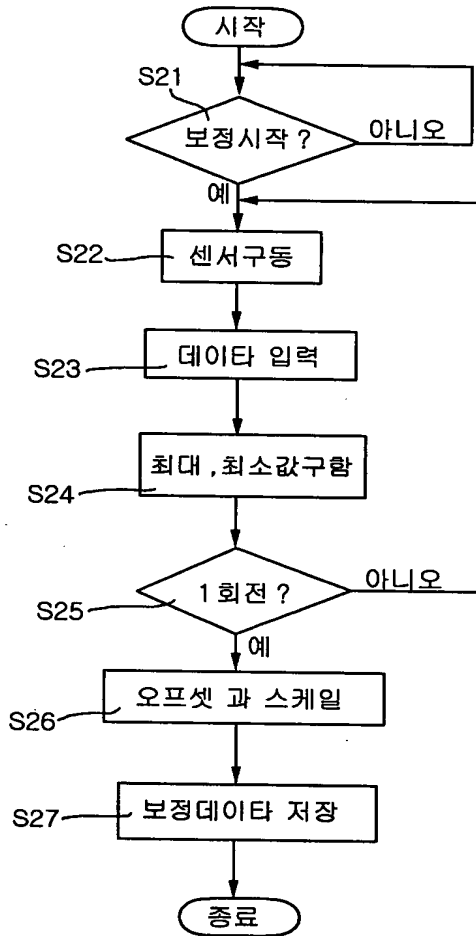 시작
S21
보정시작 ?
아니오
예
S22
센서구동
S23
데이타 입력
S24
최대 , 최소값구함
S25
1 회전 ?
아니오
예
S26
오프셋 과 스케일
S27
보정데이타 저장
종료